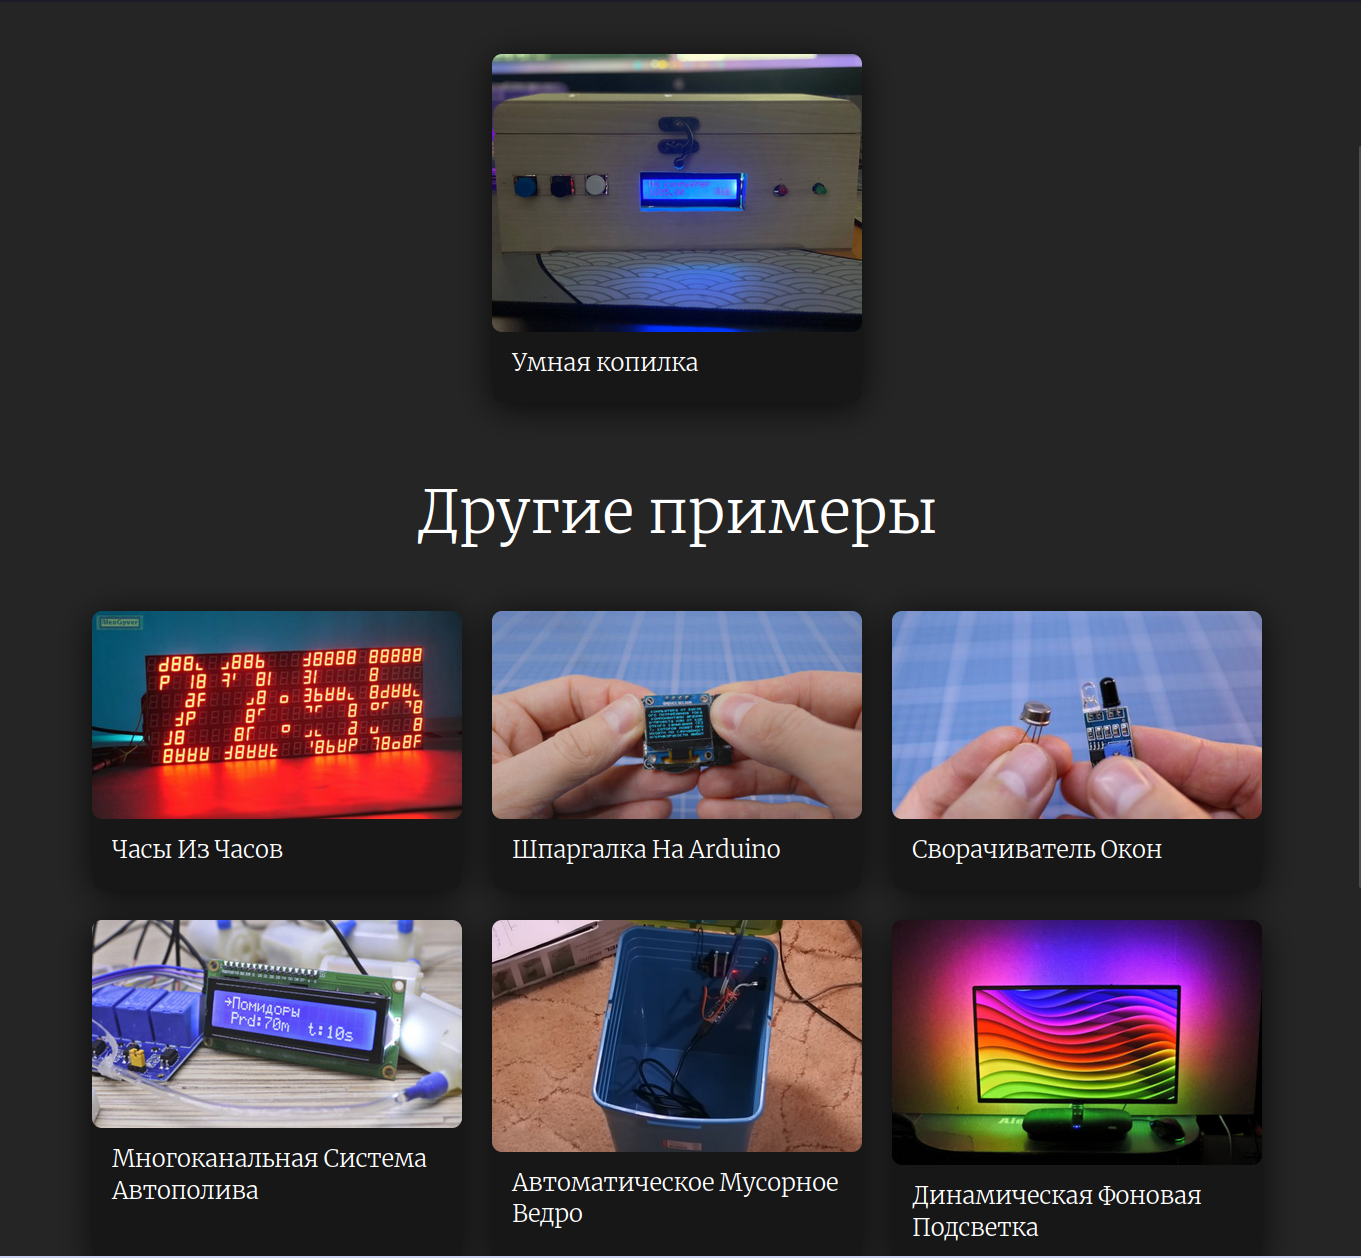 Умная копилка
Другие примеры
AlexGyver
Часы Из Часов
Шпаргалка На Arduino
Сворачиватель Окон
→Помидоры
Prd:70m t:10s
Многоканальная Система
Автополива
Автоматическое Мусорное
Ведро
Динамическая Фоновая
Подсветка